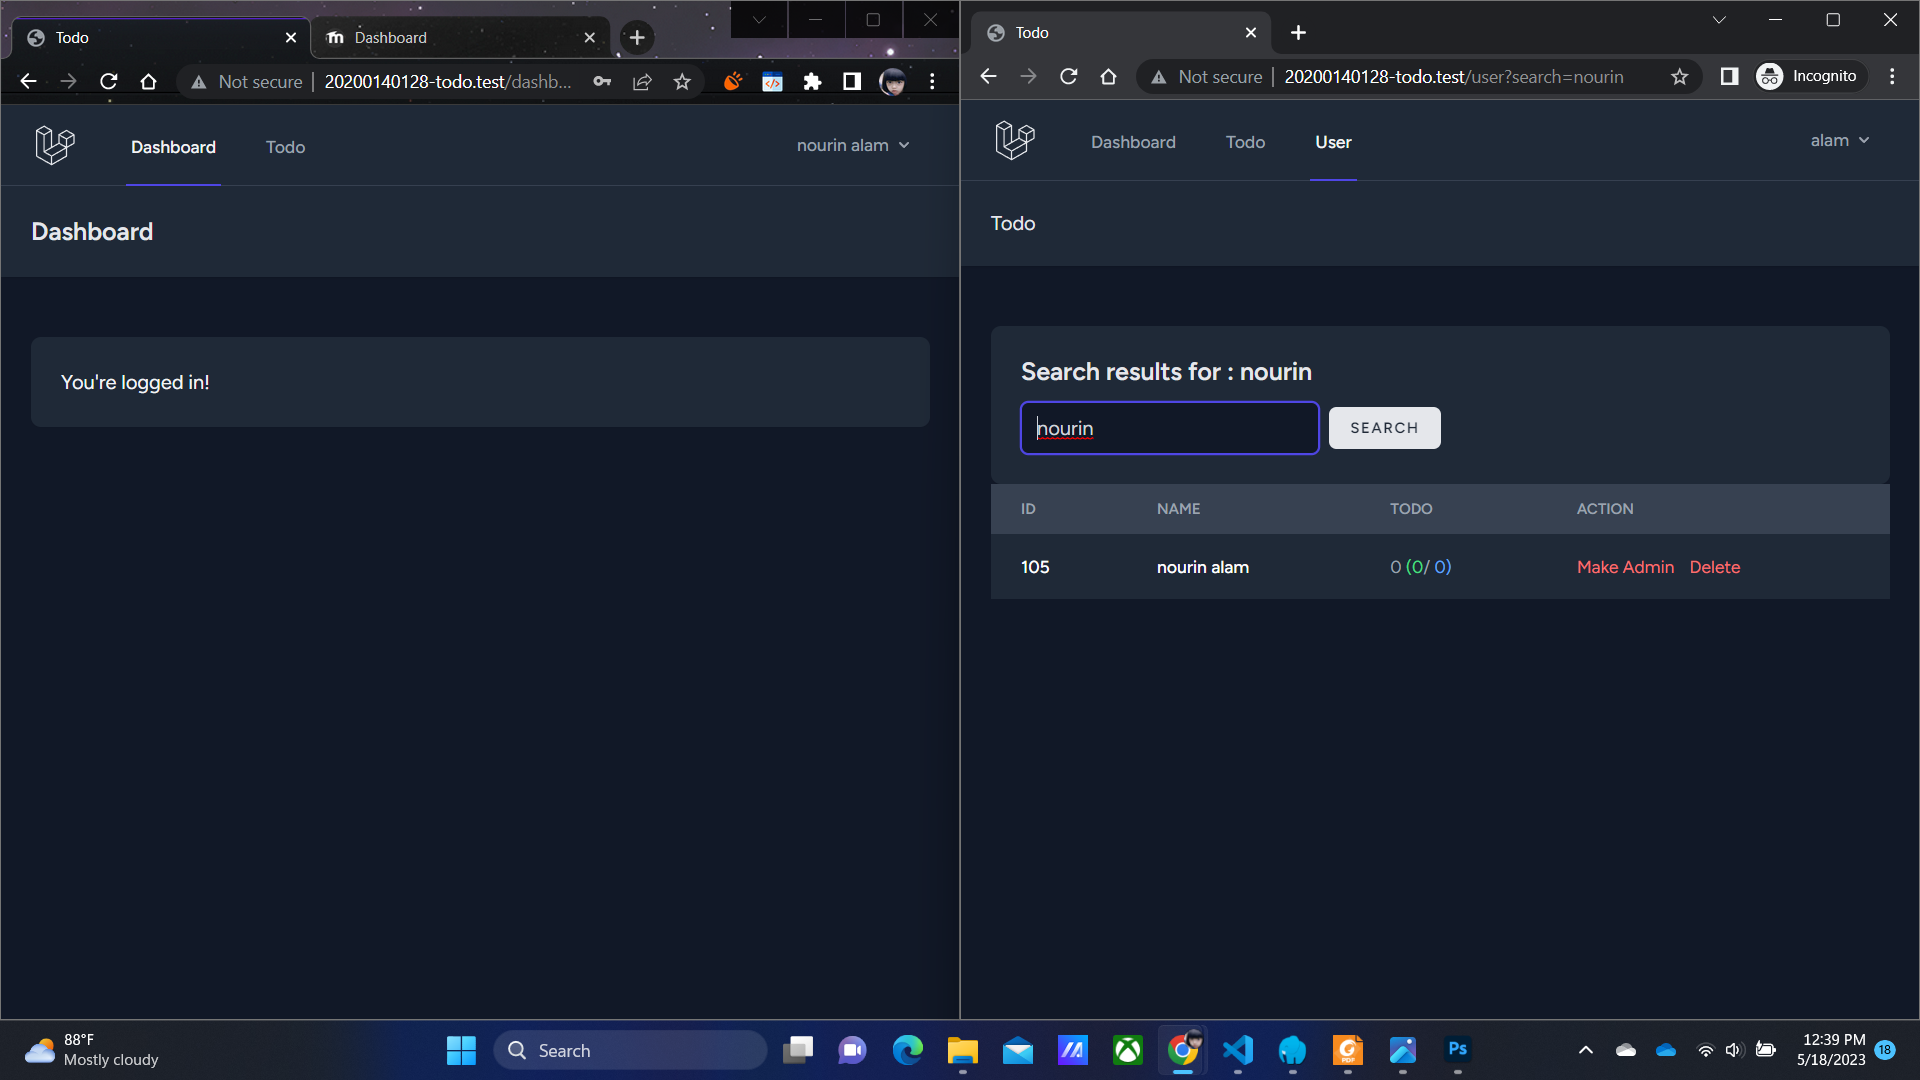 Todo
Dashboard
Not secure
20200140128-todo.test/dashb...
Dashboard
Todo
nourin alam
Dashboard
You're logged in!
Todo
Not secure
20200140128-todo.test/user?search=nourin
Incognito
Dashboard
Todo
User
alam
Todo
Search results for : nourin
nourin
SEARCH
ID NAME TODO ACTION
105 nourin alam 0 (0/ 0) Make Admin Delete
88°F
Mostly cloudy
Search
PDF
Ps
12:39 PM
5/18/2023
18